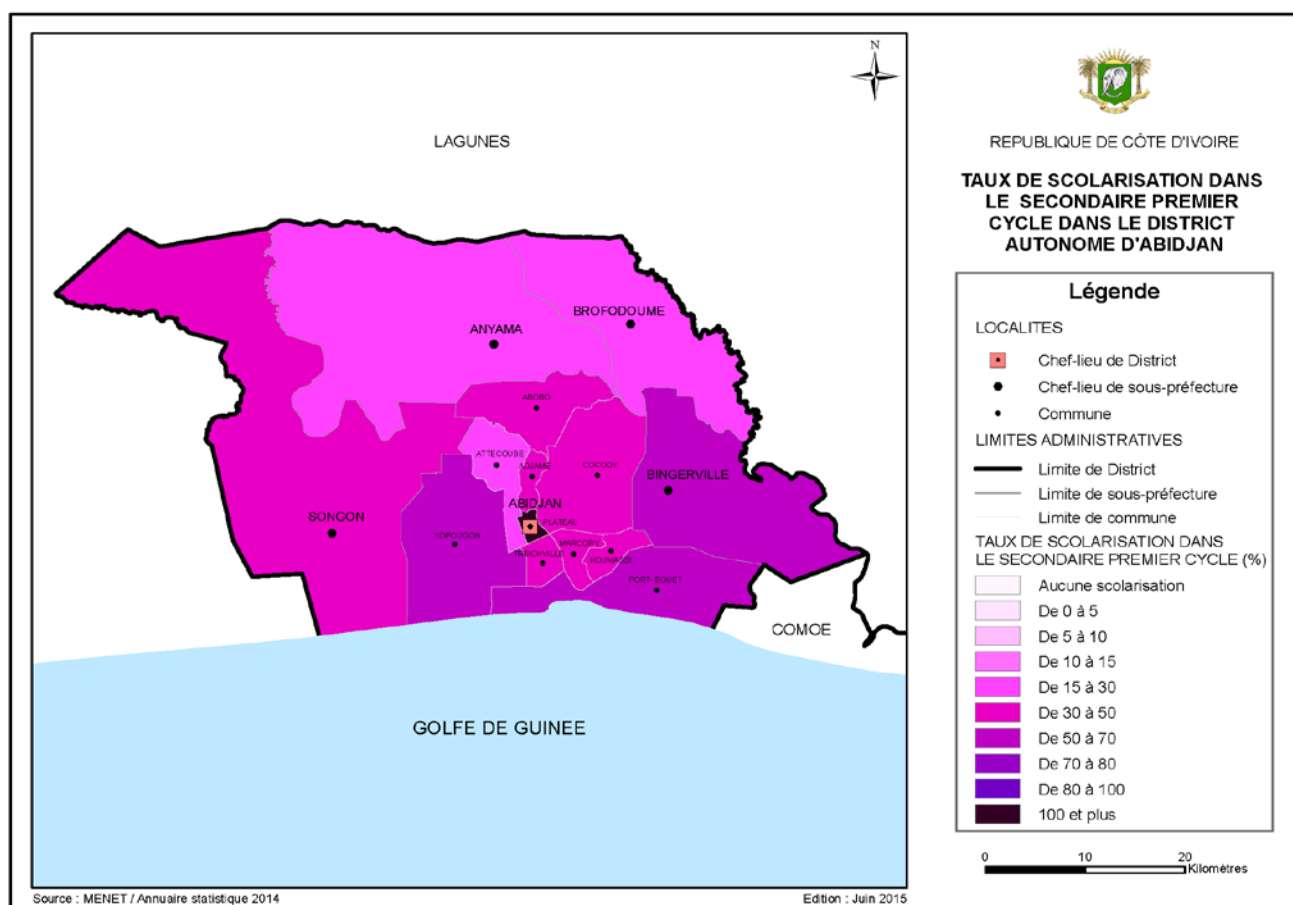 N
LAGUNES
BROFODOUME
ANYAMA
ABOBO
ATTECOUBE
ADJAME
COCODY
BINGERVILLE
ABIDJAN
SONGON
PLATEAU
YOPOUGON
MARCORY
KOUMASSI
TREICHVILLE
PORT-BOUET
COMOE
GOLFE DE GUINEE
REPUBLIQUE DE CÔTE D'IVOIRE
TAUX DE SCOLARISATION DANS
LE SECONDAIRE PREMIER
CYCLE DANS LE DISTRICT
AUTONOME D'ABIDJAN
Légende
LOCALITES
Chef-lieu de District
Chef-lieu de sous-préfecture
Commune
LIMITES ADMINISTRATIVES
Limite de District
Limite de sous-préfecture
Limite de commune
TAUX DE SCOLARISATION DANS
LE SECONDAIRE PREMIER CYCLE (%)
Aucune scolarisation
De 0 à 5
De 5 à 10
De 10 à 15
De 15 à 30
De 30 à 50
De 50 à 70
De 70 à 80
De 80 à 100
100 et plus
0 10 20
Kilomètres
Source : MENET / Annuaire statistique 2014
Edition : Juin 2015